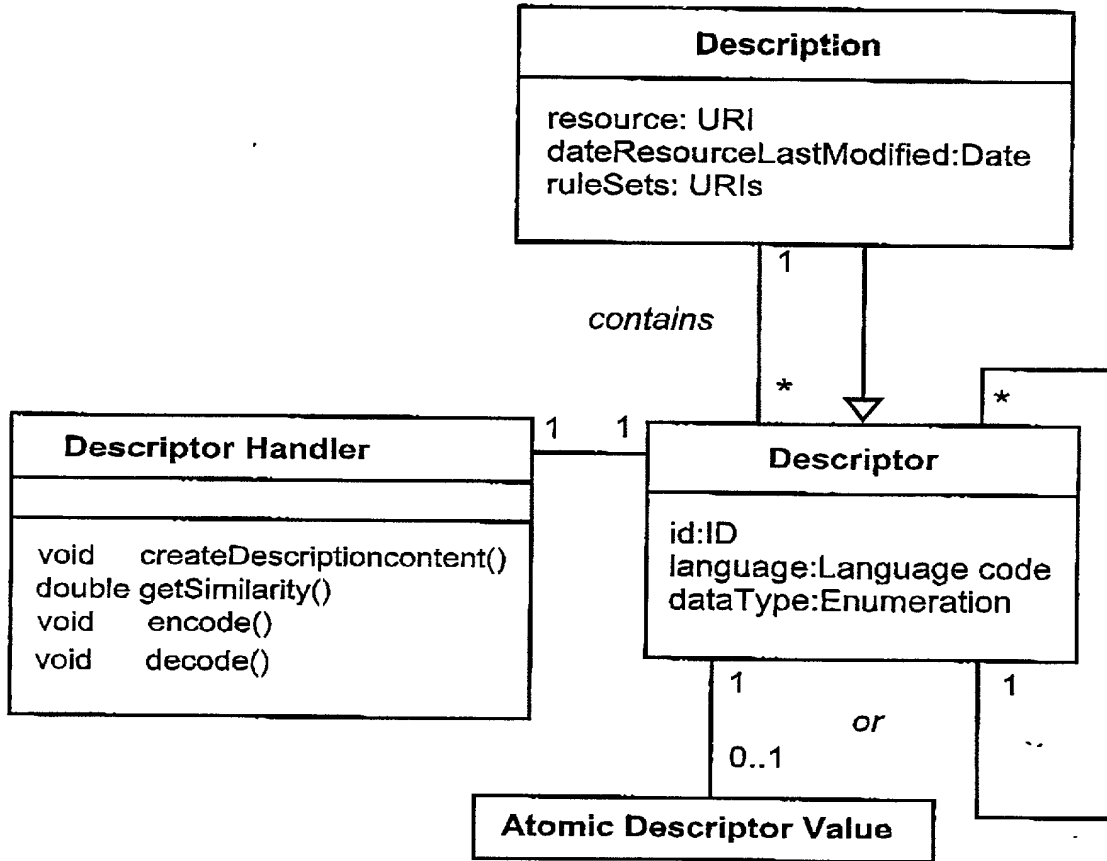 Description
resource: URI
dateResourceLastModified:Date
ruleSets: URIs
1
contains
*
*
Descriptor Handler
1
1
Descriptor
void createDescriptioncontent()
double getSimilarity()
void encode()
void decode()
id:ID
language:Language code
dataType:Enumeration
1
1
or
0..1
Atomic Descriptor Value